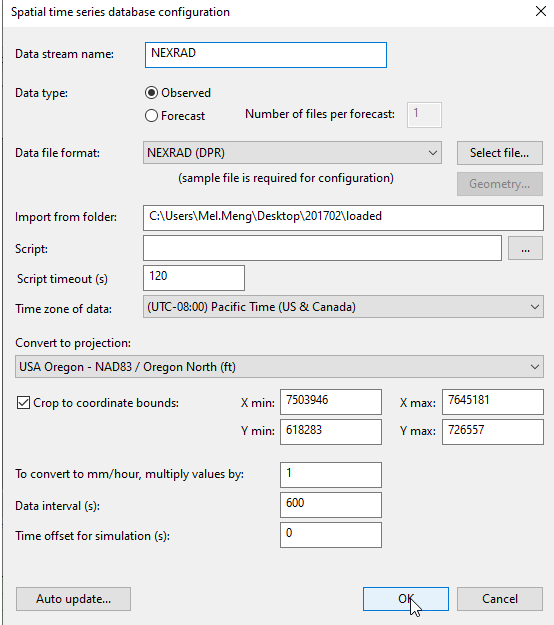 Spatial time series database configuration
Data stream name: NEXRAD
Data type: Observed
Forecast Number of files per forecast: 1
Data file format: NEXRAD (DPR) Select file...
(sample file is required for configuration)
Geometry...
Import from folder: C:\Users\Mel.Meng\Desktop\201702\loaded
Script: ...
Script timeout (s) 120
Time zone of data: (UTC-08:00) Pacific Time (US & Canada)
Convert to projection:
USA Oregon - NAD83 / Oregon North (ft)
Crop to coordinate bounds: X min: 7503946 X max: 7645181
Y min: 618283 Y max: 726557
To convert to mm/hour, multiply values by: 1
Data interval (s): 600
Time offset for simulation (s): 0
Auto update... OK Cancel